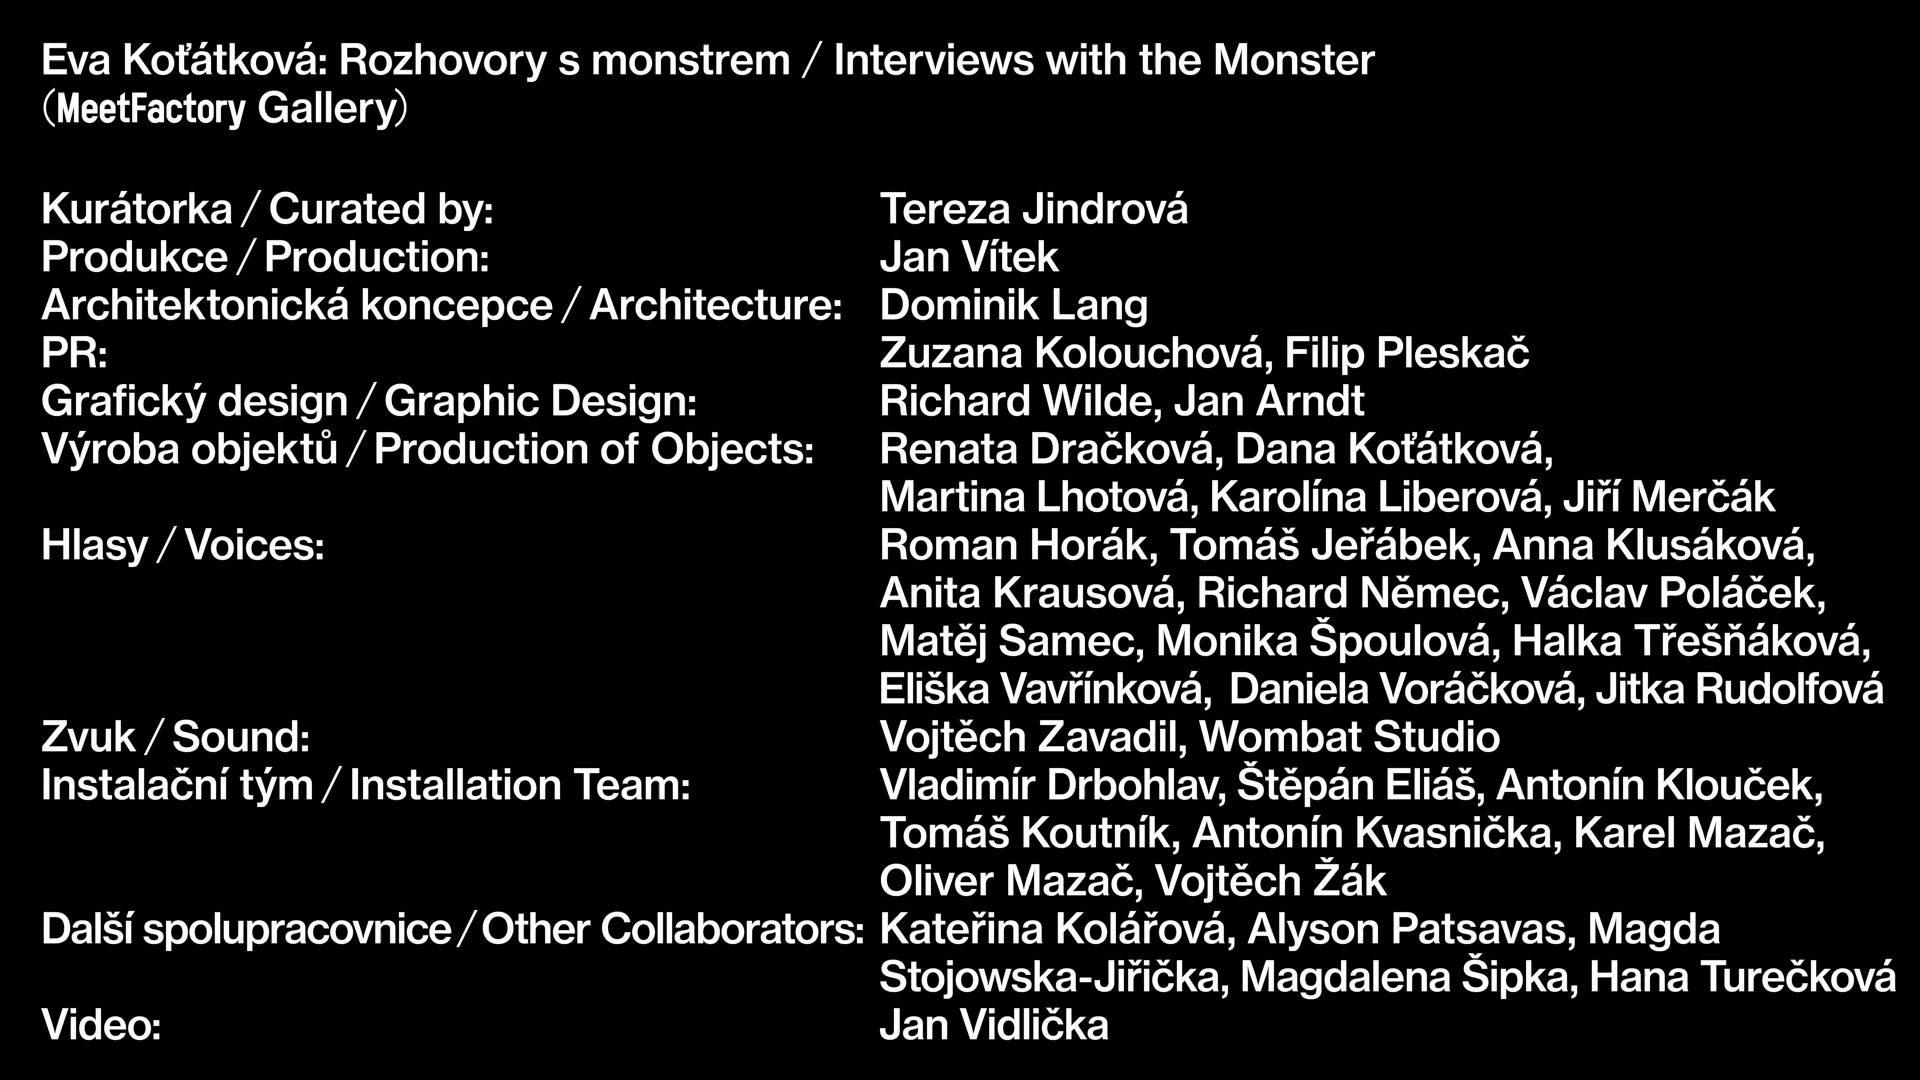 Eva Koťátková: Rozhovory s monstrem / Interviews with the Monster
(MeetFactory Gallery)
Kurátorka / Curated by: Tereza Jindrová
Produkce / Production: Jan Vítek
Architektonická koncepce / Architecture: Dominik Lang
PR: Zuzana Kolouchová, Filip Pleskač
Grafický design / Graphic Design: Richard Wilde, Jan Arndt
Výroba objektů / Production of Objects: Renata Dračková, Dana Koťátková,
Martina Lhotová, Karolína Liberová, Jiří Merčák
Hlasy / Voices: Roman Horák, Tomáš Jeřábek, Anna Klusáková,
Anita Krausová, Richard Němec, Václav Poláček,
Matěj Samec, Monika Špoulová, Halka Třešňáková,
Eliška Vavřínková, Daniela Voráčková, Jitka Rudolfová
Zvuk / Sound: Vojtěch Zavadil, Wombat Studio
Instalační tým / Installation Team: Vladimír Drbohlav, Štěpán Eliáš, Antonín Klouček,
Tomáš Koutník, Antonín Kvasnička, Karel Mazač,
Oliver Mazač, Vojtěch Žák
Další spolupracovnice / Other Collaborators: Kateřina Kolářová, Alyson Patsavas, Magda
Stojowska-Jiřička, Magdalena Šipka, Hana Turečková
Video: Jan Vidlička